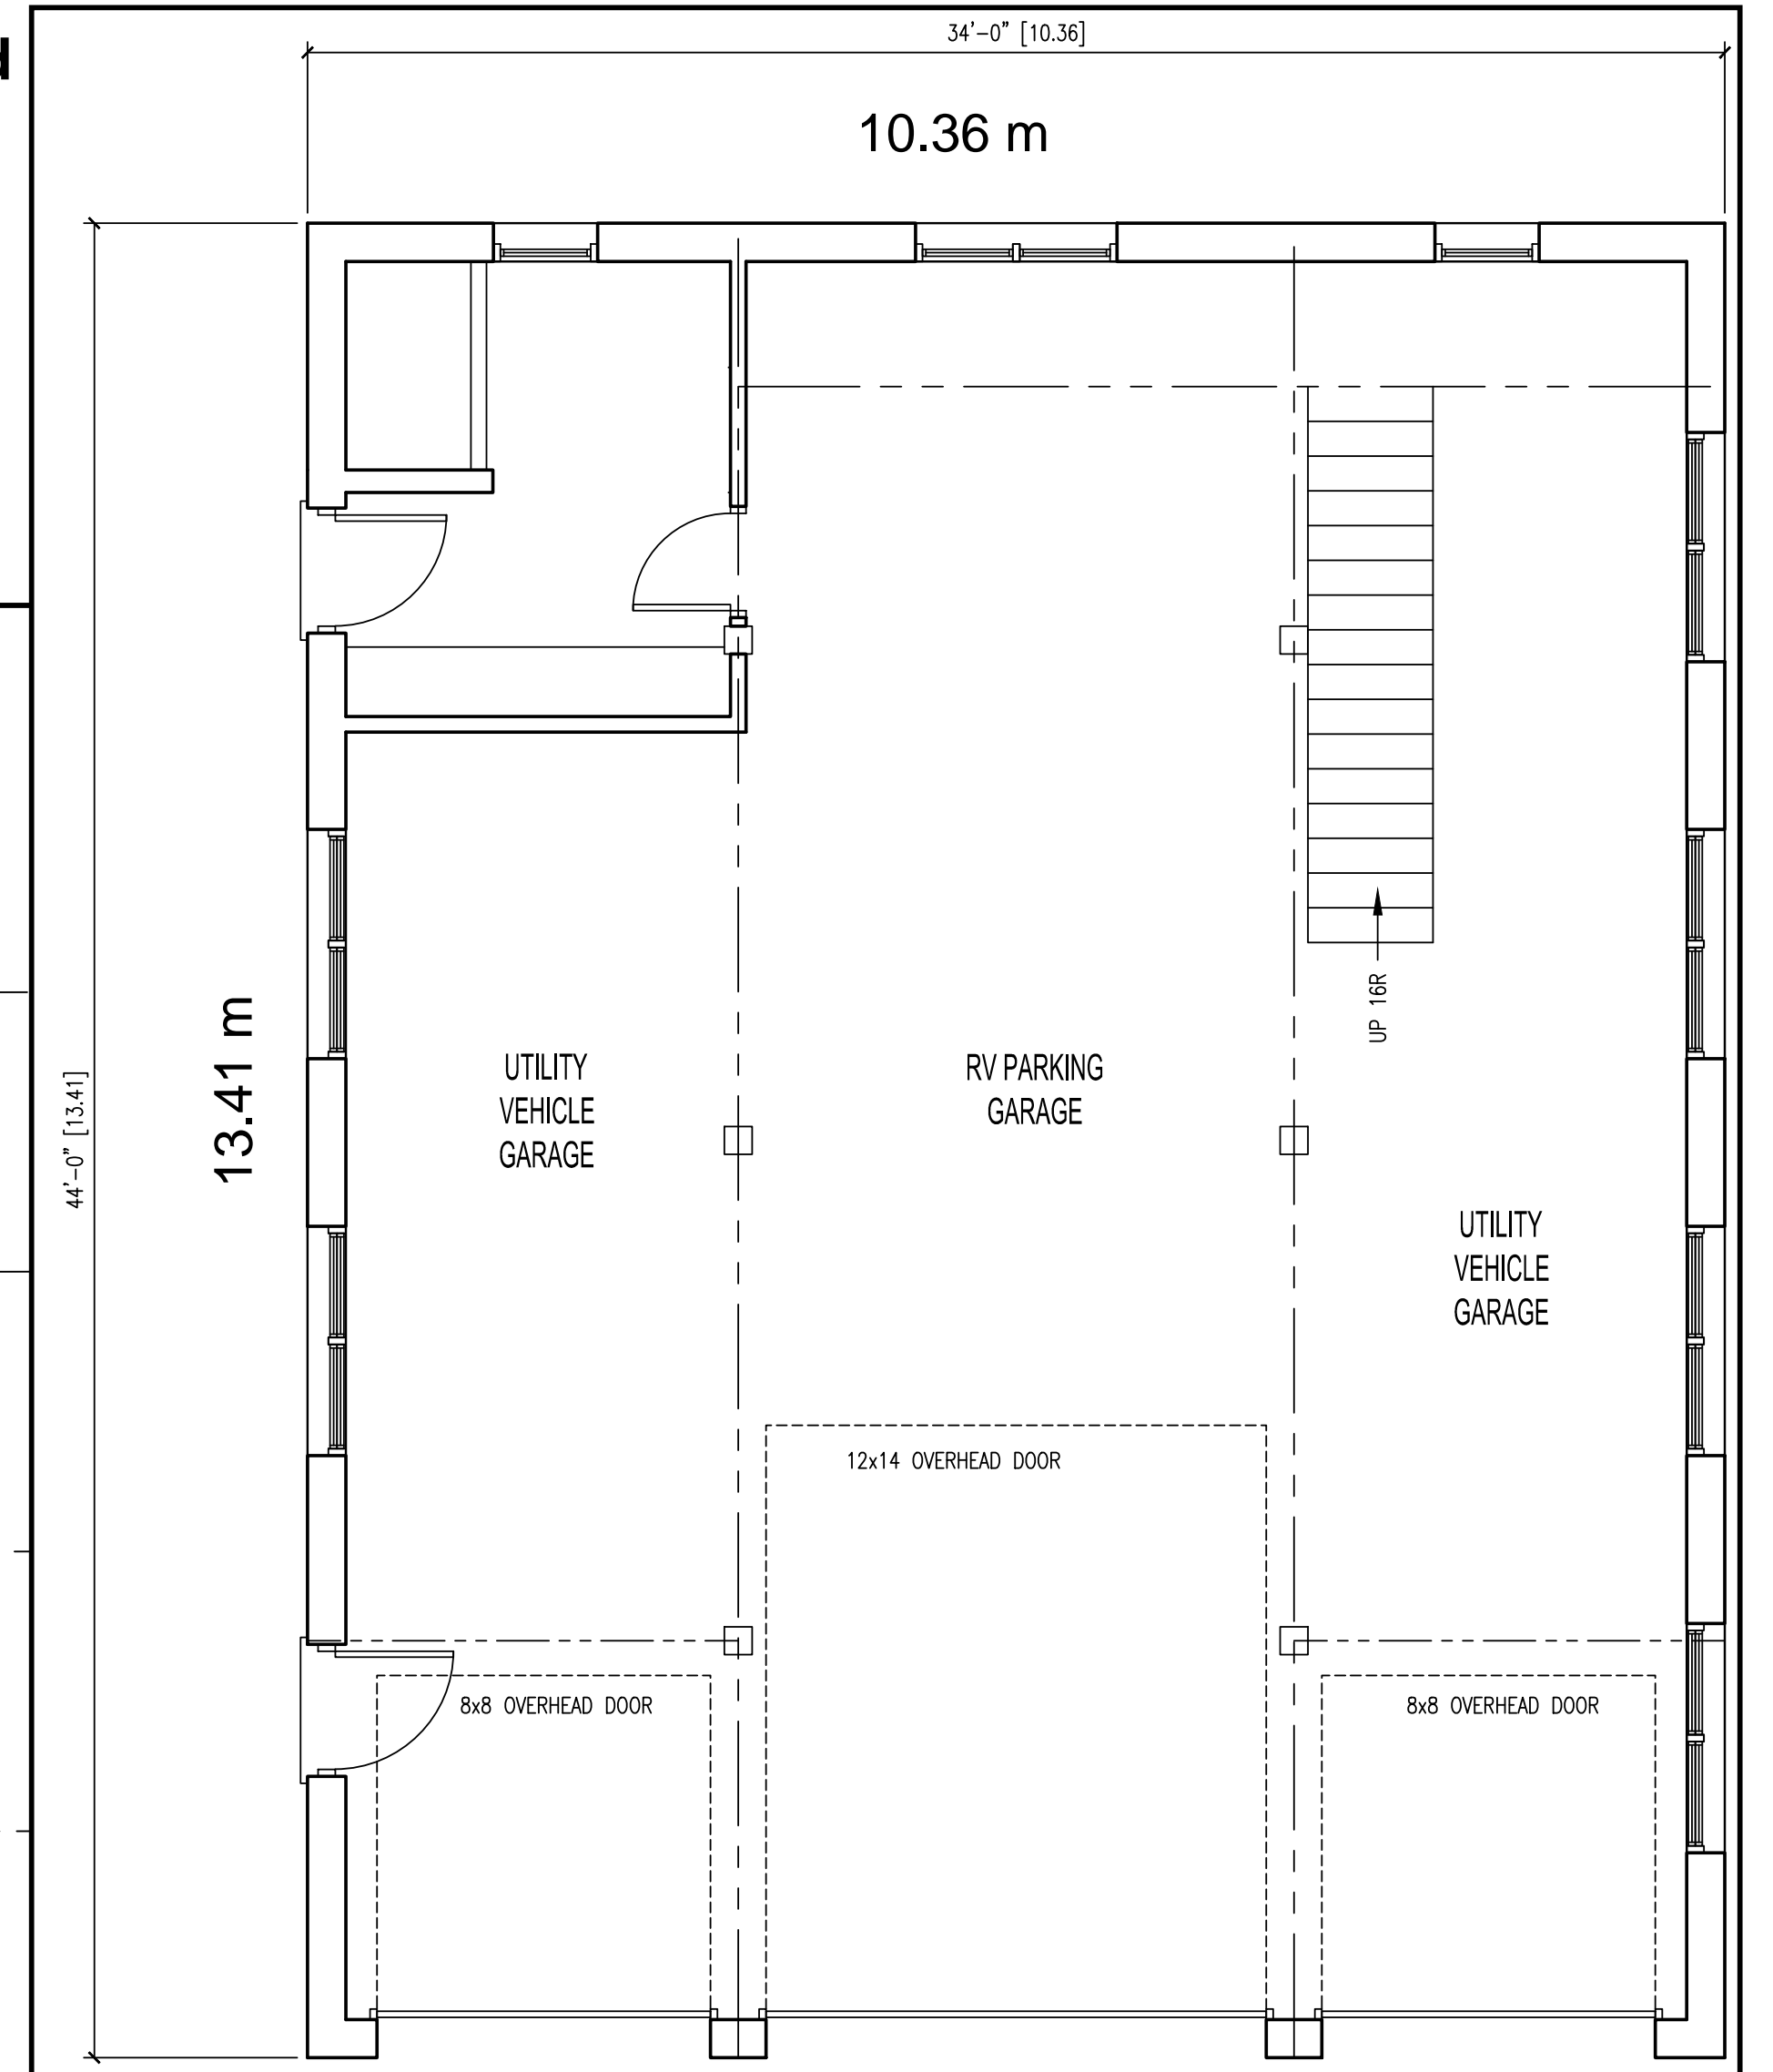 34'-0" [10.36]
10.36 m
44'-0" [13.41]
13.41 m
UP 16R
UTILITY
VEHICLE
GARAGE
RV PARKING
GARAGE
UTILITY
VEHICLE
GARAGE
12x14 OVERHEAD DOOR
8x8 OVERHEAD DOOR
8x8 OVERHEAD DOOR